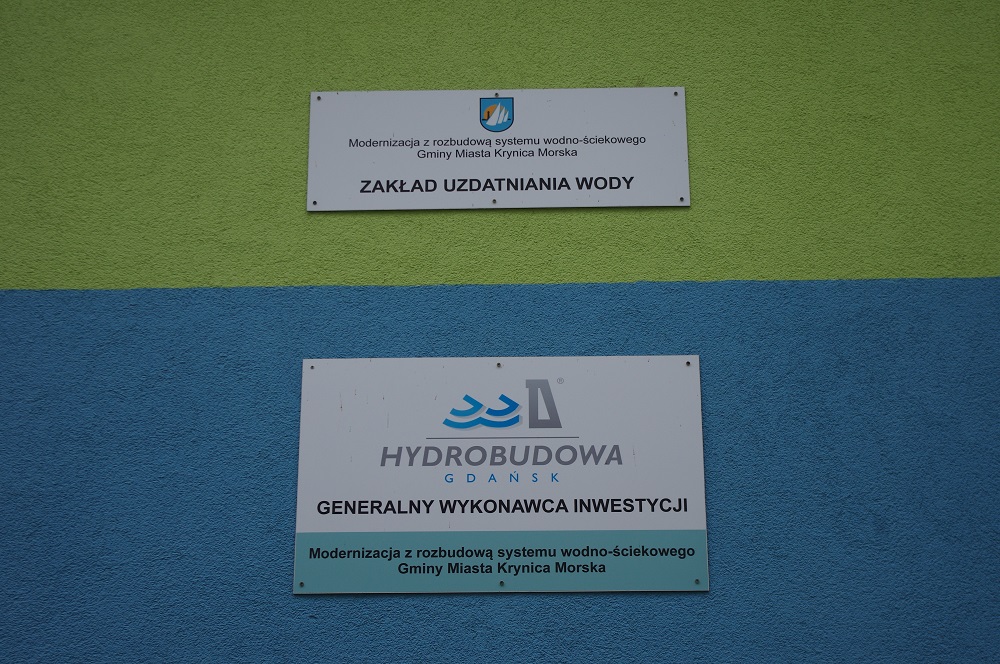 Modernizacja z rozbudową systemu wodno-ściekowego
Gminy Miasta Krynica Morska
ZAKŁAD UZDATNIANIA WODY
®
HYDROBUDOWA
GDAŃSK
GENERALNY WYKONAWCA INWESTYCJI
Modernizacja z rozbudową systemu wodno-ściekowego
Gminy Miasta Krynica Morska